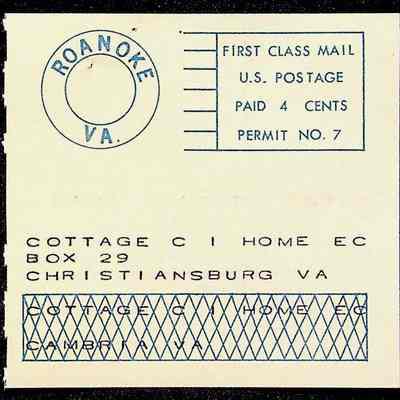 ROANOKE
VA.
FIRST CLASS MAIL
U.S. POSTAGE
PAID 4 CENTS
PERMIT NO. 7
COTTAGE C I HOME EC
BOX 29
CHRISTIANSBURG VA
COTTAGE C I HOME EC
CAMBRIA VA